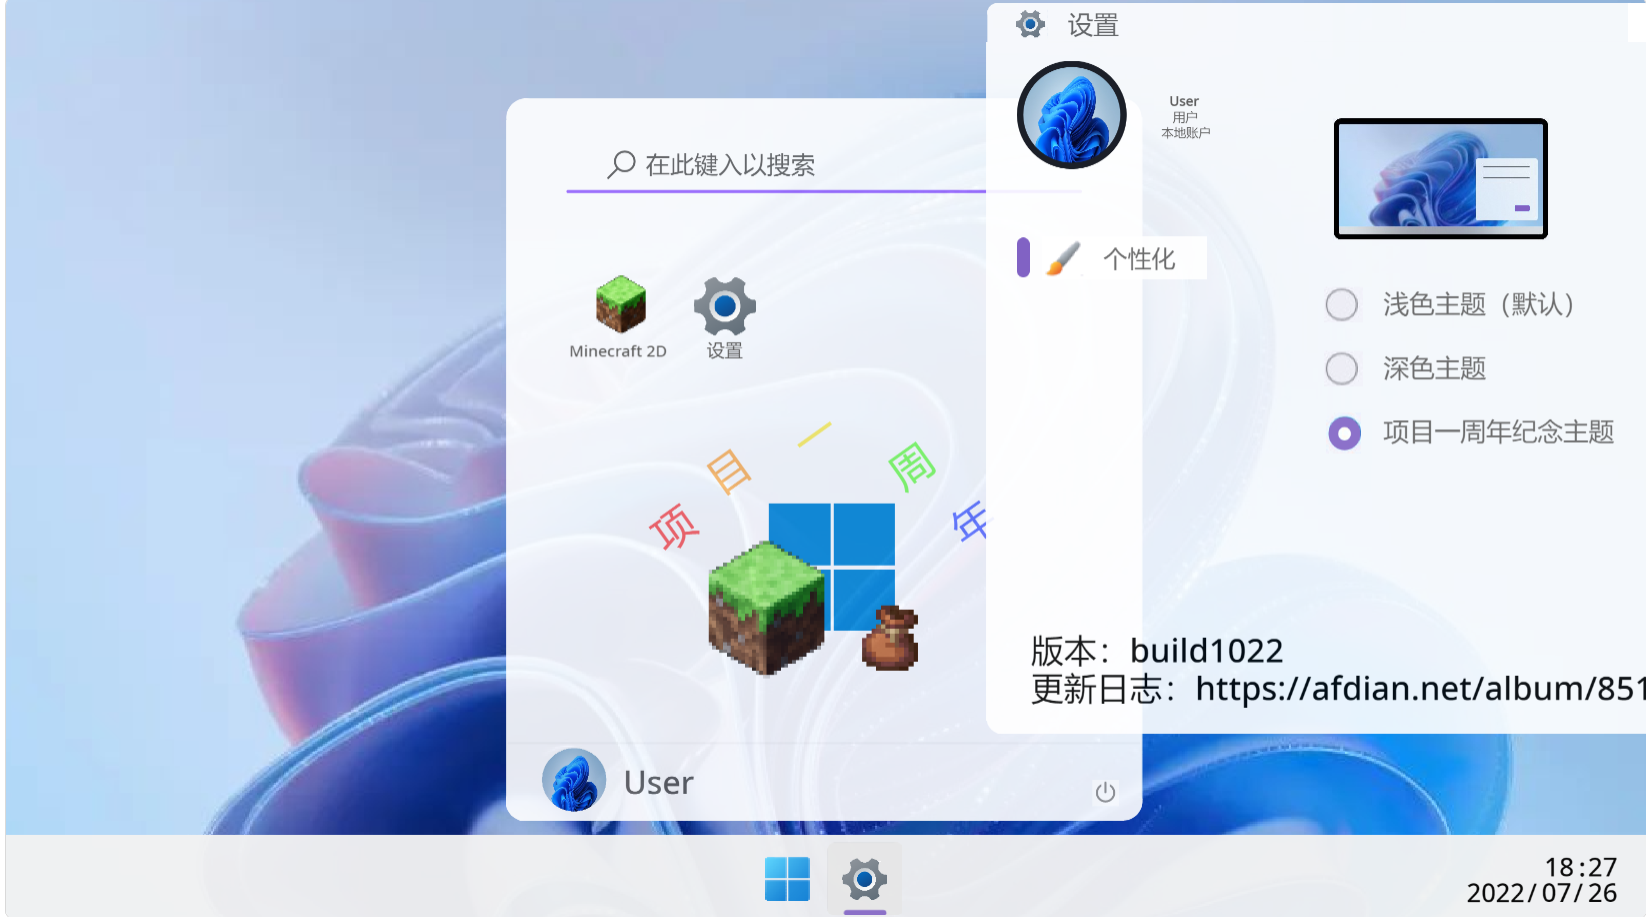 设置
User
用户
本地账户
在此键入以搜索
个性化
Minecraft 2D
设置
浅色主题（默认）
深色主题
项目一周年纪念主题
项目一周年
版本：build1022
更新日志：https://afdian.net/album/851
User
18:27
2022/07/26